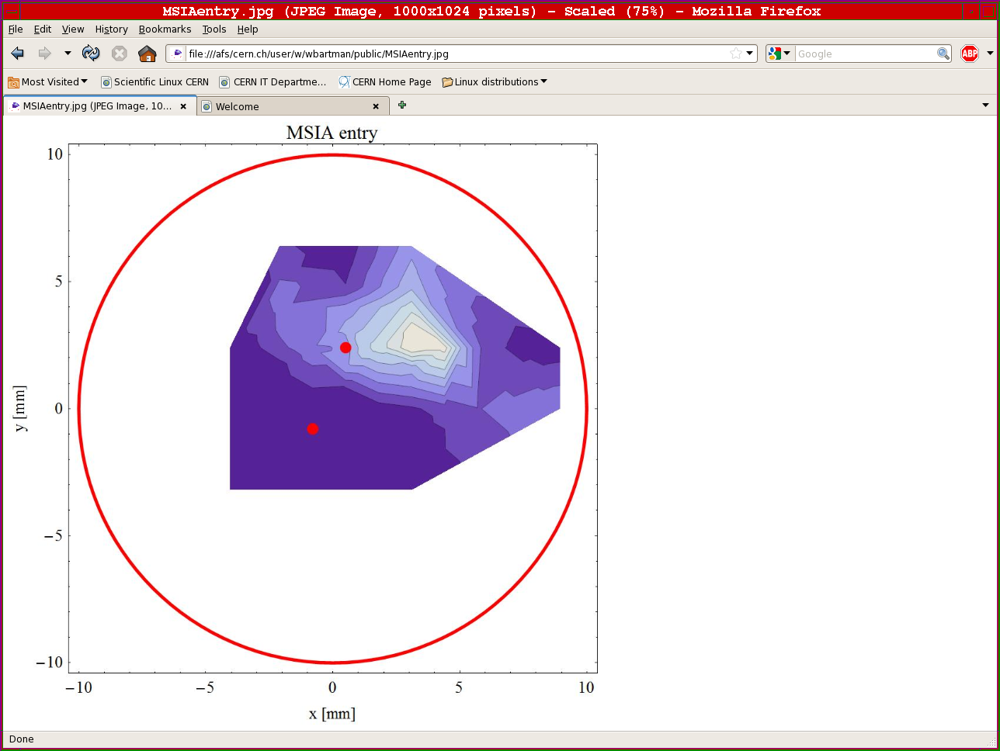 MSIAentry.jpg (JPEG Image, 1000x1024 pixels) - Scaled (75%) - Mozilla Firefox
File Edit View History Bookmarks Tools Help
file:///afs/cern.ch/user/w/wbartman/public/MSIAentry.jpg Google ABP
Most Visited Scientific Linux CERN CERN IT Departme... CERN Home Page Linux distributions
MSIAentry.jpg (JPEG Image, 10... Welcome
MSIA entry
10
5
0
−5
−10
y [mm]
−10 −5 0 5 10
x [mm]
Done